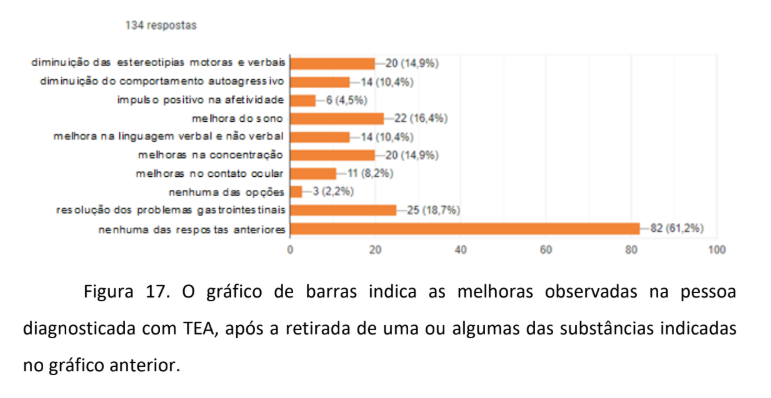 134 respostas
diminuição das estereotipias motoras e verbais 20 (14,9%)
diminuição do comportamento autoagressivo 14 (10,4%)
impulso positivo na afetividade 6 (4,5%)
melhora do sono 22 (16,4%)
melhora na linguagem verbal e não verbal 14 (10,4%)
melhoras na concentração 20 (14,9%)
melhoras no contato ocular 11 (8,2%)
nenhuma das opções 3 (2,2%)
resolução dos problemas gastrointestinais 25 (18,7%)
nenhuma das respostas anteriores 82 (61,2%)
0 20 40 60 80 100
Figura 17. O gráfico de barras indica as melhoras observadas na pessoa
diagnosticada com TEA, após a retirada de uma ou algumas das substâncias indicadas
no gráfico anterior.